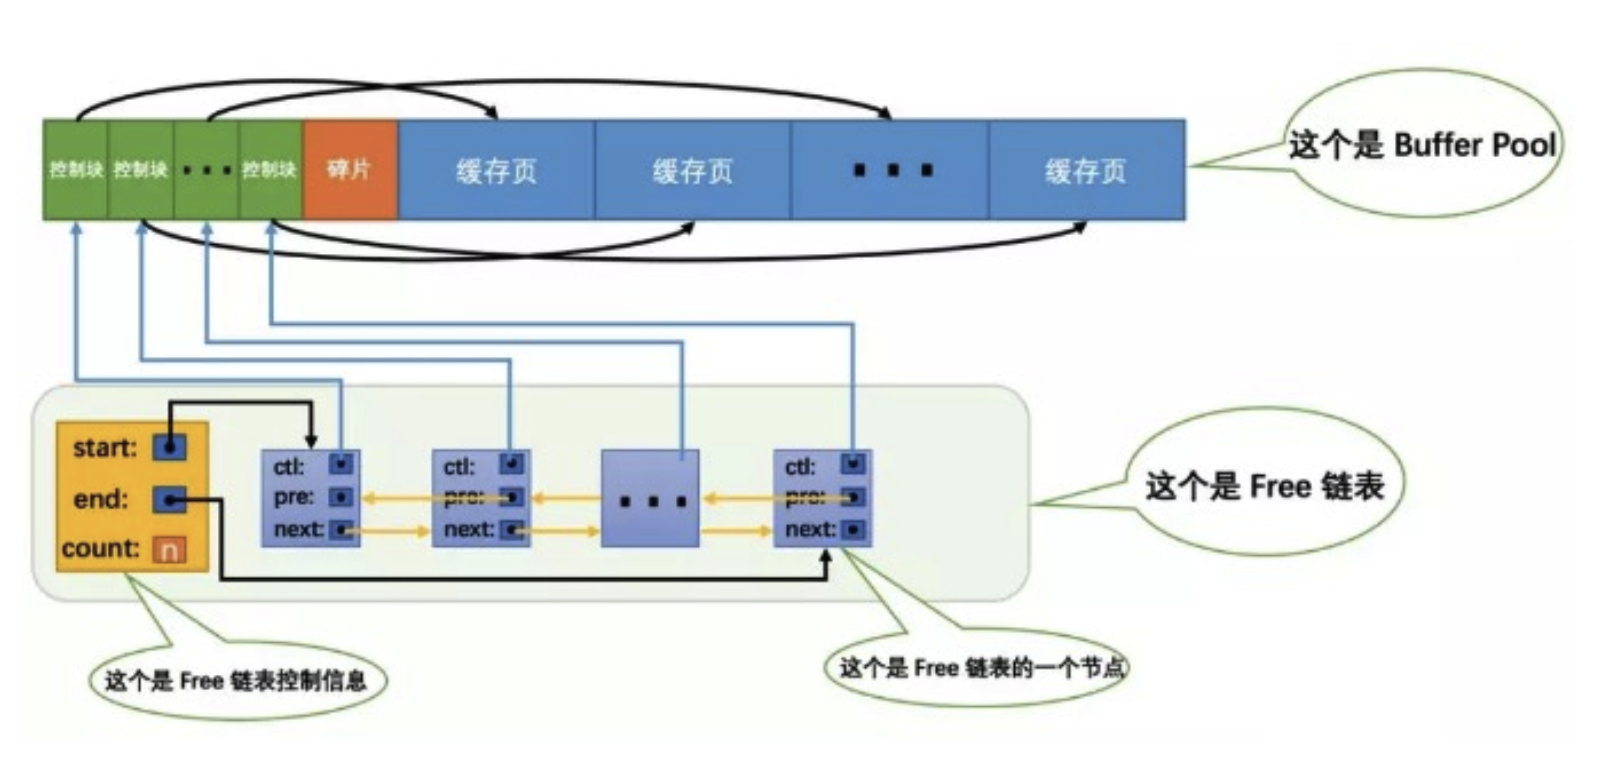 控制块 控制块 ··· 控制块 碎片 缓存页 缓存页 ··· 缓存页
这个是 Buffer Pool
start:
end:
count: n
ctl:
pre:
next:
ctl:
pre:
next:
···
ctl:
pre:
next:
这个是 Free 链表
这个是 Free 链表控制信息
这个是 Free 链表的一个节点